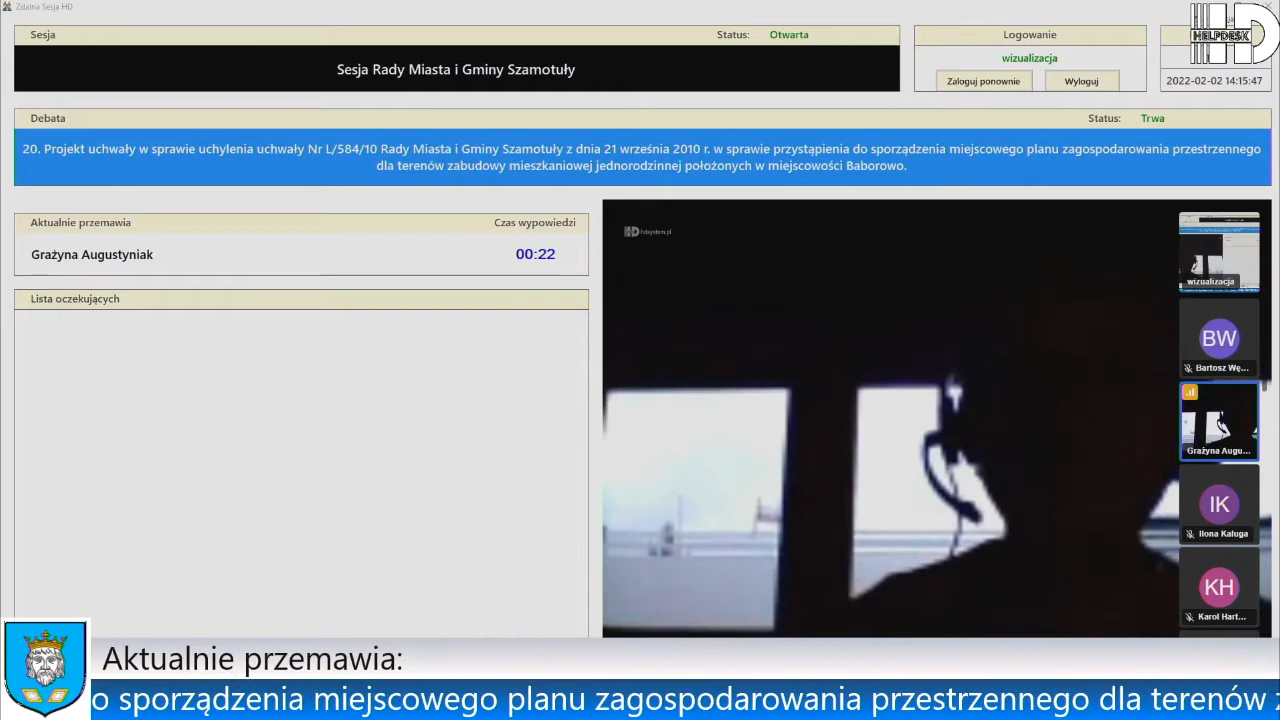 Zdalna Sesja HD
Sesja
Status: Otwarta
Sesja Rady Miasta i Gminy Szamotuły
Logowanie
wizualizacja
Zaloguj ponownie
Wyloguj
HELPDESK
2022-02-02 14:15:47
Debata
Status: Trwa
20. Projekt uchwały w sprawie uchylenia uchwały Nr L/584/10 Rady Miasta i Gminy Szamotuły z dnia 21 września 2010 r. w sprawie przystąpienia do sporządzenia miejscowego planu zagospodarowania przestrzennego
dla terenów zabudowy mieszkaniowej jednorodzinnej położonych w miejscowości Baborowo.
Aktualnie przemawia
Czas wypowiedzi
Grażyna Augustyniak
00:22
Lista oczekujących
HD hdsystem.pl
wizualizacja
BW
Bartosz Wę...
Grażyna Augu...
IK
Ilona Kaługa
KH
Karol Hart...
Aktualnie przemawia:
o sporządzenia miejscowego planu zagospodarowania przestrzennego dla terenów z